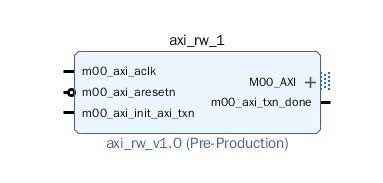 axi_rw_1
m00_axi_aclk
m00_axi_aresetn
m00_axi_init_axi_txn
M00_AXI
m00_axi_txn_done
axi_rw_v1.0 (Pre-Production)